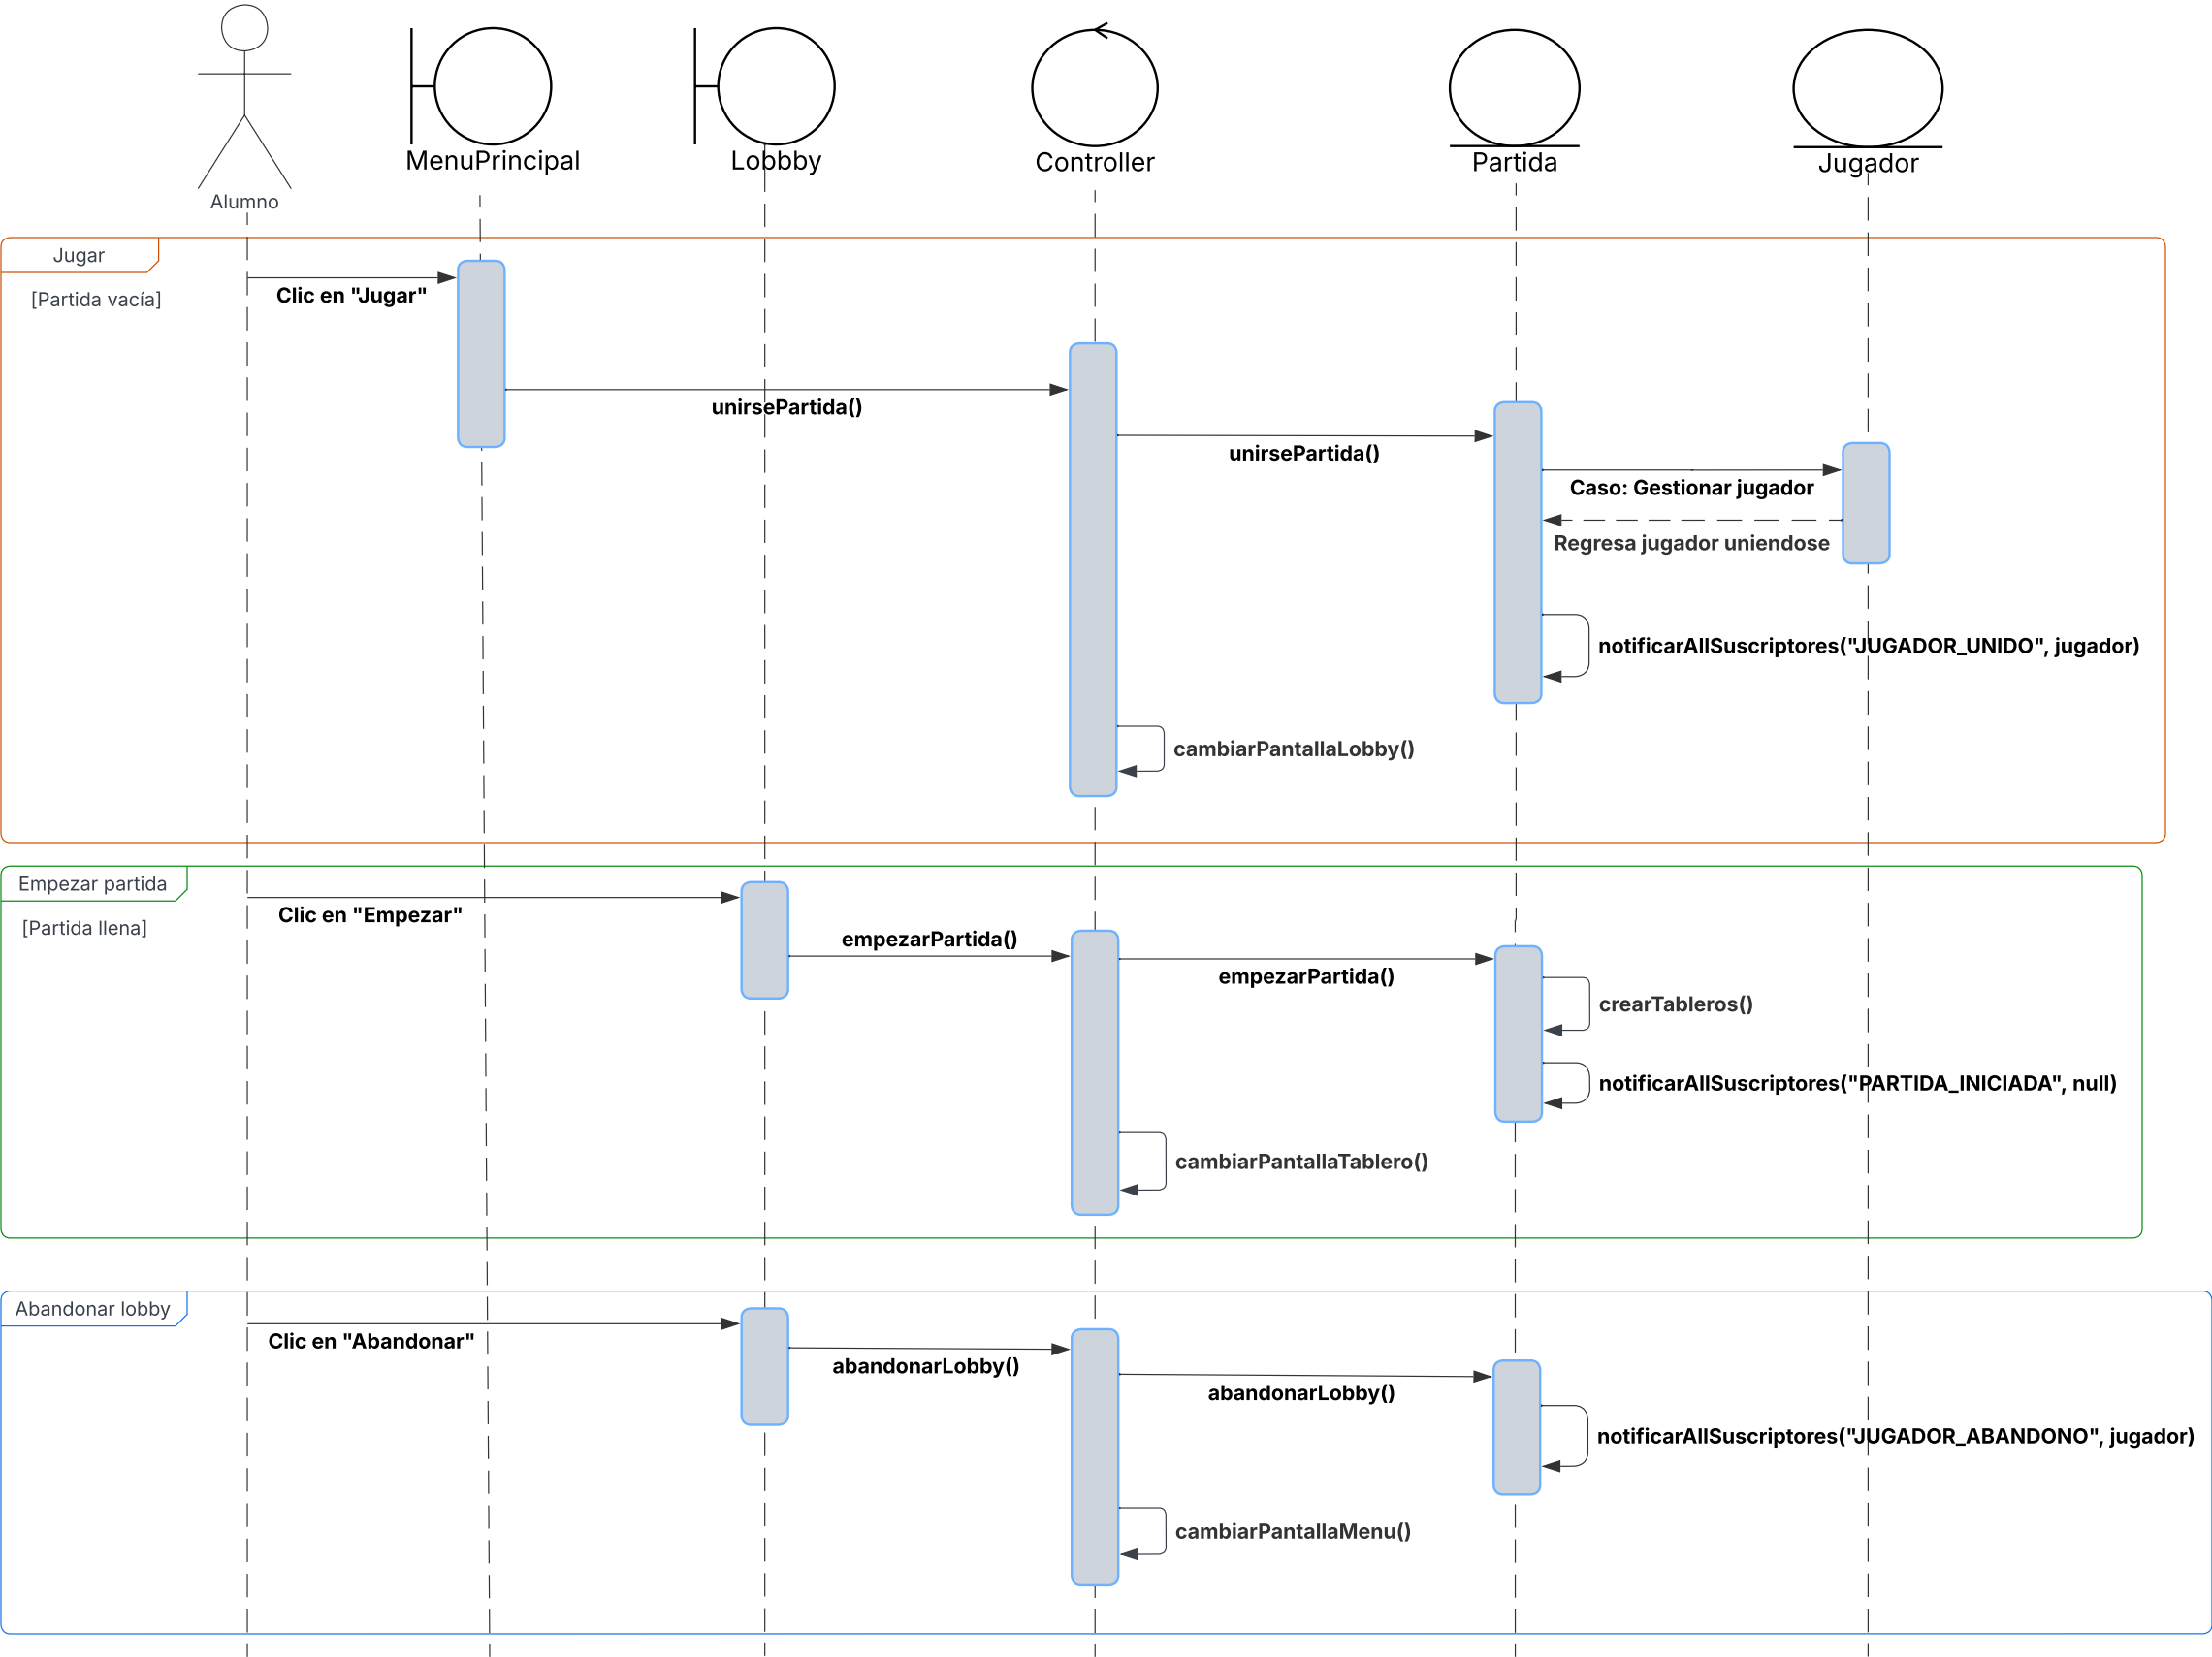 Alumno
MenuPrincipal
Lobbby
Controller
Partida
Jugador
Jugar
[Partida vacía]
Clic en "Jugar"
unirsePartida()
unirsePartida()
Caso: Gestionar jugador
Regresa jugador uniendose
notificarAllSuscriptores("JUGADOR_UNIDO", jugador)
cambiarPantallaLobby()
Empezar partida
[Partida llena]
Clic en "Empezar"
empezarPartida()
empezarPartida()
crearTableros()
notificarAllSuscriptores("PARTIDA_INICIADA", null)
cambiarPantallaTablero()
Abandonar lobby
Clic en "Abandonar"
abandonarLobby()
abandonarLobby()
notificarAllSuscriptores("JUGADOR_ABANDONO", jugador)
cambiarPantallaMenu()